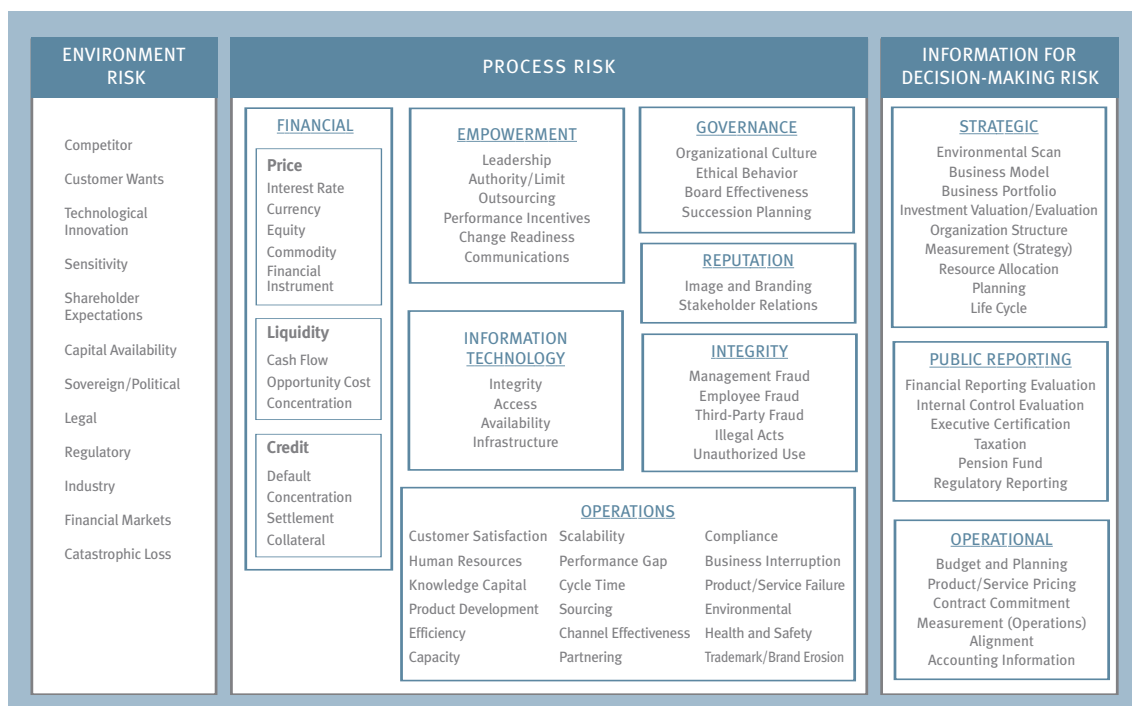 ENVIRONMENT
RISK
Competitor
Customer Wants
Technological
Innovation
Sensitivity
Shareholder
Expectations
Capital Availability
Sovereign/Political
Legal
Regulatory
Industry
Financial Markets
Catastrophic Loss
PROCESS RISK
FINANCIAL
Price
Interest Rate
Currency
Equity
Commodity
Financial
Instrument
Liquidity
Cash Flow
Opportunity Cost
Concentration
Credit
Default
Concentration
Settlement
Collateral
EMPOWERMENT
Leadership
Authority/Limit
Outsourcing
Performance Incentives
Change Readiness
Communications
INFORMATION
TECHNOLOGY
Integrity
Access
Availability
Infrastructure
GOVERNANCE
Organizational Culture
Ethical Behavior
Board Effectiveness
Succession Planning
REPUTATION
Image and Branding
Stakeholder Relations
INTEGRITY
Management Fraud
Employee Fraud
Third-Party Fraud
Illegal Acts
Unauthorized Use
OPERATIONS
Customer Satisfaction
Human Resources
Knowledge Capital
Product Development
Efficiency
Capacity
Scalability
Performance Gap
Cycle Time
Sourcing
Channel Effectiveness
Partnering
Compliance
Business Interruption
Product/Service Failure
Environmental
Health and Safety
Trademark/Brand Erosion
INFORMATION FOR
DECISION-MAKING RISK
STRATEGIC
Environmental Scan
Business Model
Business Portfolio
Investment Valuation/Evaluation
Organization Structure
Measurement (Strategy)
Resource Allocation
Planning
Life Cycle
PUBLIC REPORTING
Financial Reporting Evaluation
Internal Control Evaluation
Executive Certification
Taxation
Pension Fund
Regulatory Reporting
OPERATIONAL
Budget and Planning
Product/Service Pricing
Contract Commitment
Measurement (Operations)
Alignment
Accounting Information